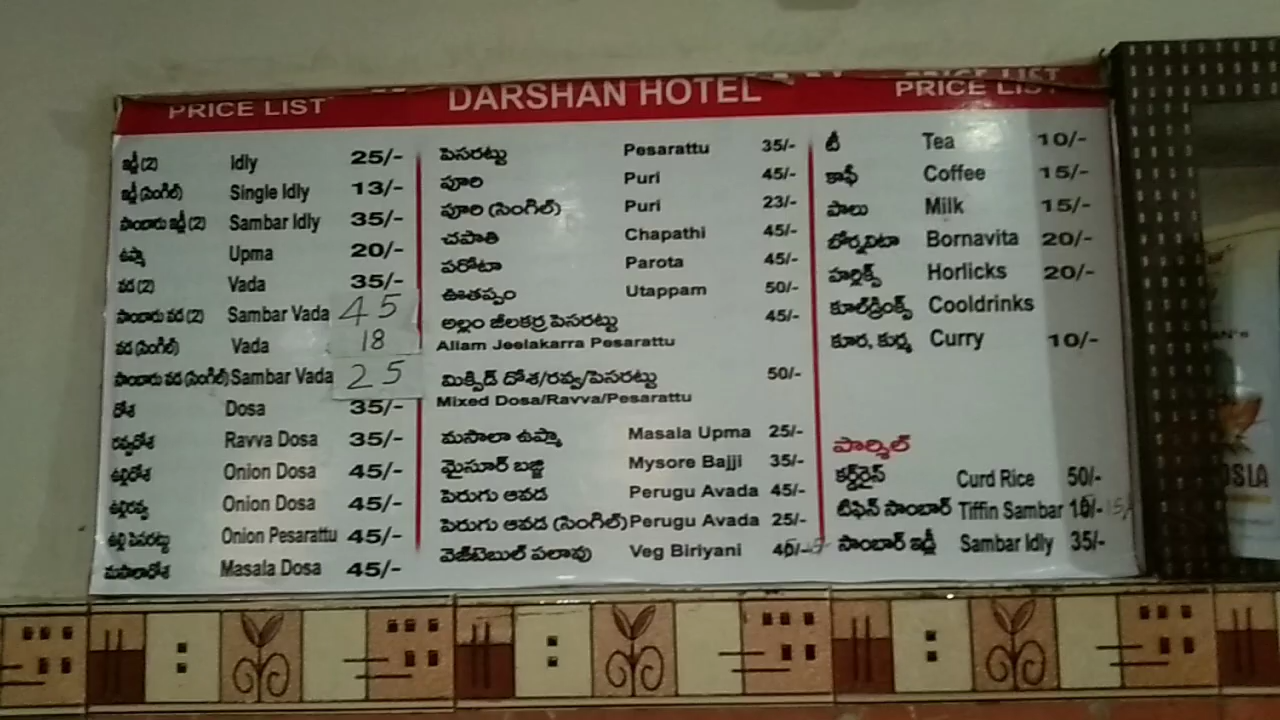 PRICE LIST
DARSHAN HOTEL
PRICE LIST
ఇడ్లీ (2) Idly 25/-
ఇడ్లీ (సింగిల్) Single Idly 13/-
సాంబారు ఇడ్లీ (2) Sambar Idly 35/-
ఉప్మా Upma 20/-
వడ (2) Vada 35/-
సాంబారు వడ (2) Sambar Vada 45
వడ (సింగిల్) Vada 18
సాంబారు వడ (సింగిల్) Sambar Vada 25
దోశ Dosa 35/-
రవ్వదోశ Ravva Dosa 35/-
ఉల్లిదోశ Onion Dosa 45/-
ఉల్లిరవ్వ Onion Dosa 45/-
ఉల్లి పెసరట్టు Onion Pesarattu 45/-
మసాలాదోశ Masala Dosa 45/-
పెసరట్టు Pesarattu 35/-
పూరి Puri 45/-
పూరి (సింగిల్) Puri 23/-
చపాతి Chapathi 45/-
పరోటా Parota 45/-
ఊతప్పం Utappam 50/-
అల్లం జీలకర్ర పెసరట్టు 45/-
Allam Jeelakarra Pesarattu
మిక్సిడ్ దోశ/రవ్వ/పెసరట్టు 50/-
Mixed Dosa/Ravva/Pesarattu
మసాలా ఉప్మా Masala Upma 25/-
మైసూర్ బజ్జి Mysore Bajji 35/-
పెరుగు ఆవడ Perugu Avada 45/-
పెరుగు ఆవడ (సింగిల్) Perugu Avada 25/-
వెజ్‌టెబుల్ పలావు Veg Biriyani
టీ Tea 10/-
కాఫీ Coffee 15/-
పాలు Milk 15/-
బోర్నవిటా Bornavita 20/-
హార్లిక్స్ Horlicks 20/-
కూల్‌డ్రింక్స్ Cooldrinks
కూర, కుర్మ Curry 10/-
పార్శిల్
కర్డ్‌రైస్ Curd Rice 50/-
టిఫిన్ సాంబార్ Tiffin Sambar
సాంబార్ ఇడ్లీ Sambar Idly 35/-